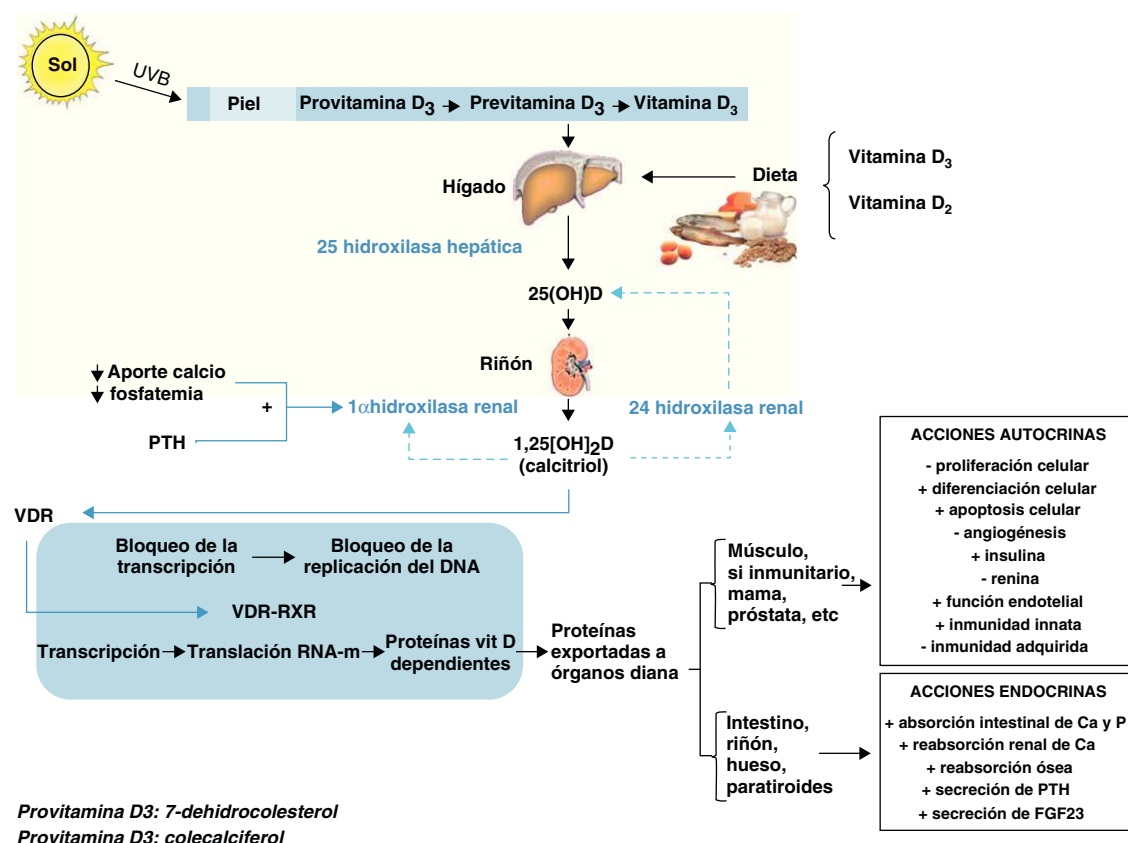 Sol
UVB
Piel
Provitamina D3
Previtamina D3
Vitamina D3
Hígado
Dieta
Vitamina D3
Vitamina D2
25 hidroxilasa hepática
25(OH)D
Riñón
Aporte calcio
fosfatemia
+
PTH
1αhidroxilasa renal
24 hidroxilasa renal
1,25[OH]2D
(calcitriol)
VDR
Bloqueo de la
transcripción
Bloqueo de la
replicación del DNA
VDR-RXR
Transcripción
Translación RNA-m
Proteínas vit D
dependientes
Proteínas
exportadas a
órganos diana
Músculo,
si inmunitario,
mama,
próstata, etc
ACCIONES AUTOCRINAS
- proliferación celular
+ diferenciación celular
+ apoptosis celular
- angiogénesis
+ insulina
- renina
+ función endotelial
+ inmunidad innata
- inmunidad adquirida
Intestino,
riñón,
hueso,
paratiroides
ACCIONES ENDOCRINAS
+ absorción intestinal de Ca y P
+ reabsorción renal de Ca
+ reabsorción ósea
+ secreción de PTH
+ secreción de FGF23
Provitamina D3: 7-dehidrocolesterol
Provitamina D3: colecalciferol